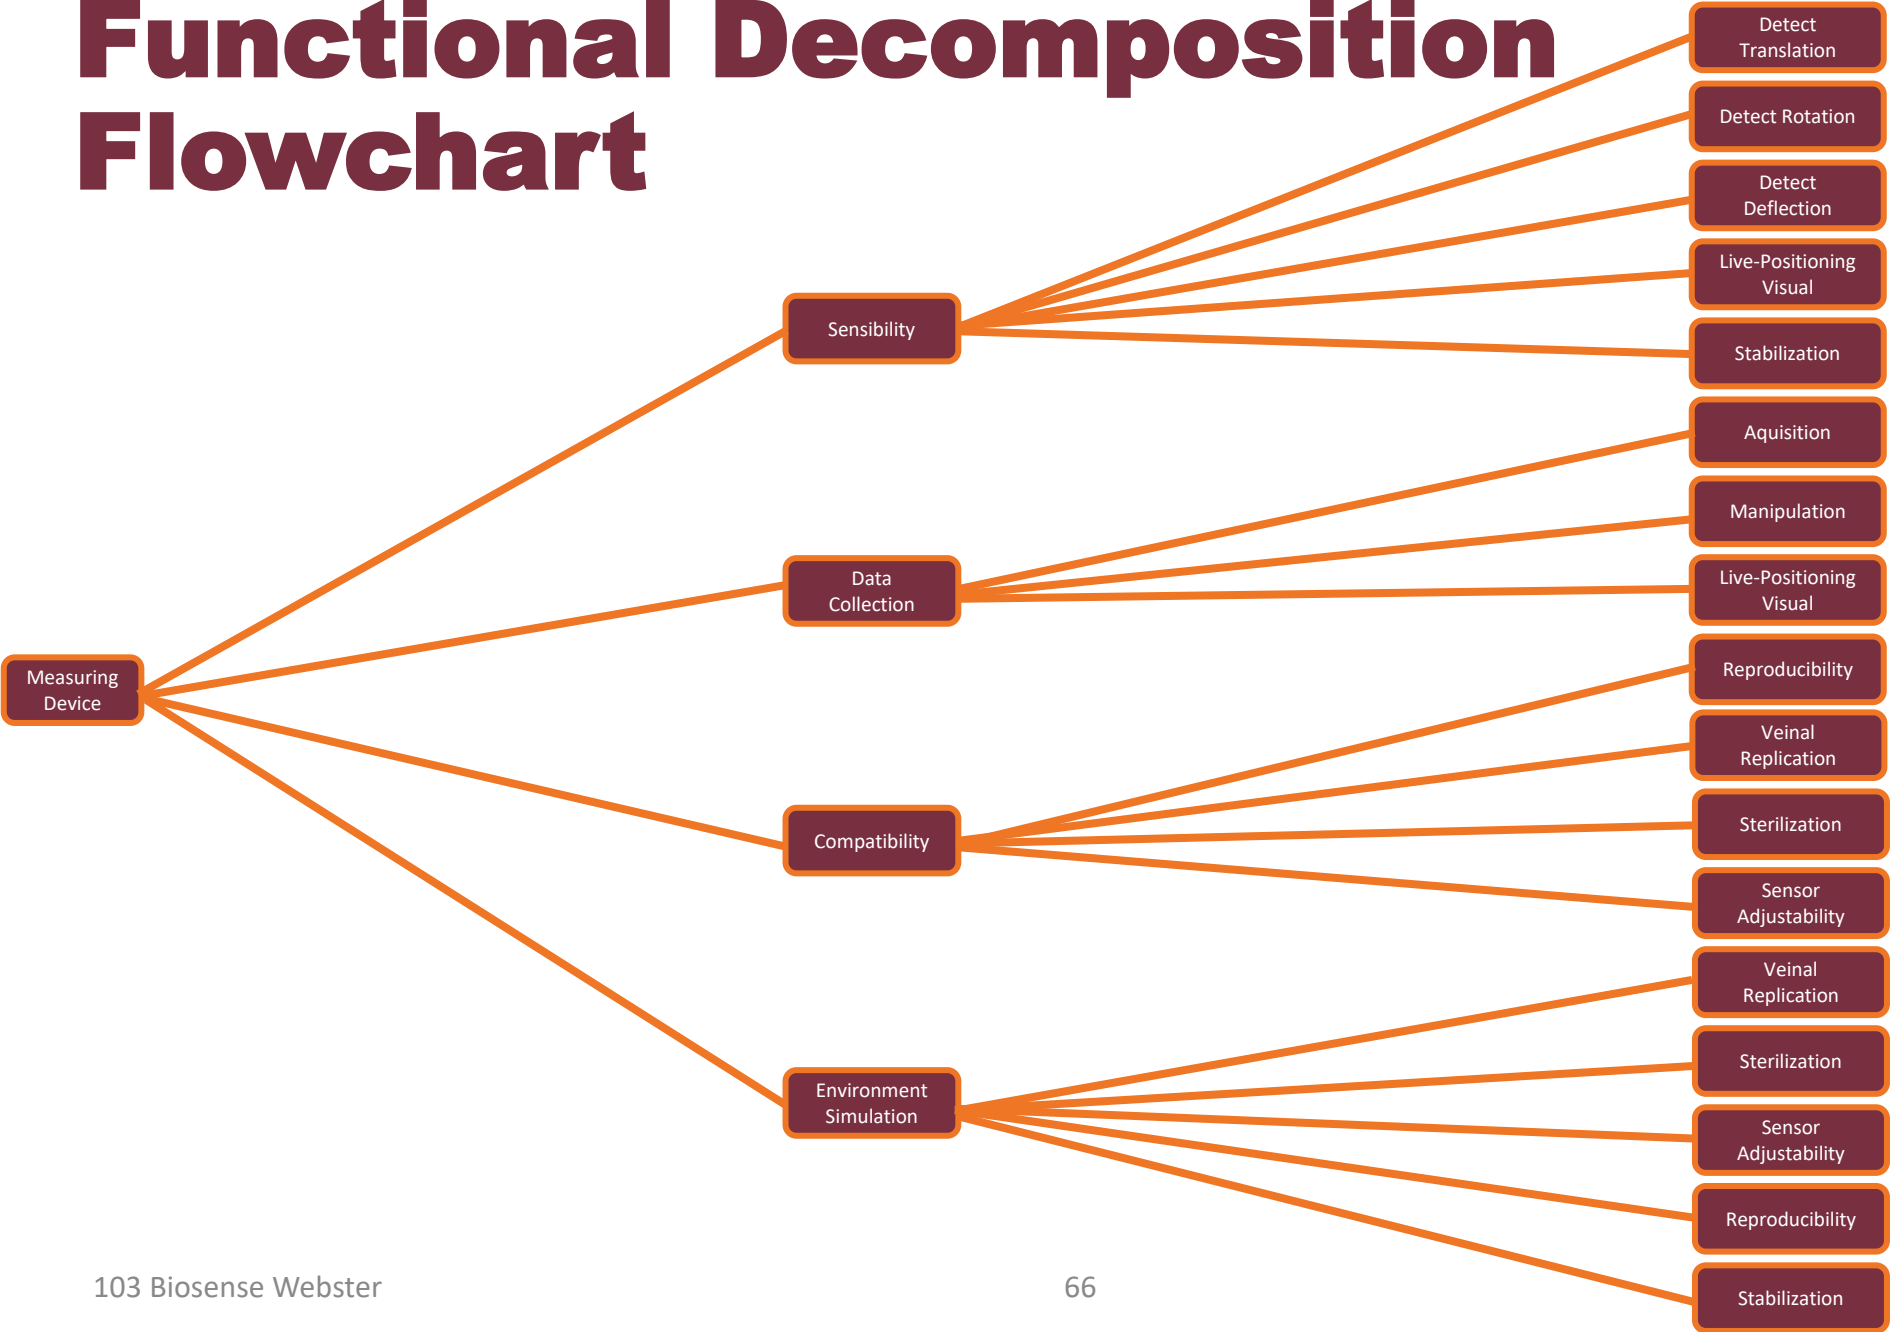 Functional Decomposition
Flowchart
Detect
Translation
Detect Rotation
Detect
Deflection
Live-Positioning
Visual
Sensibility
Stabilization
Aquisition
Manipulation
Data
Collection
Live-Positioning
Visual
Measuring
Device
Reproducibility
Veinal
Replication
Compatibility
Sterilization
Sensor
Adjustability
Veinal
Replication
Sterilization
Environment
Simulation
Sensor
Adjustability
Reproducibility
Stabilization
103 Biosense Webster
66